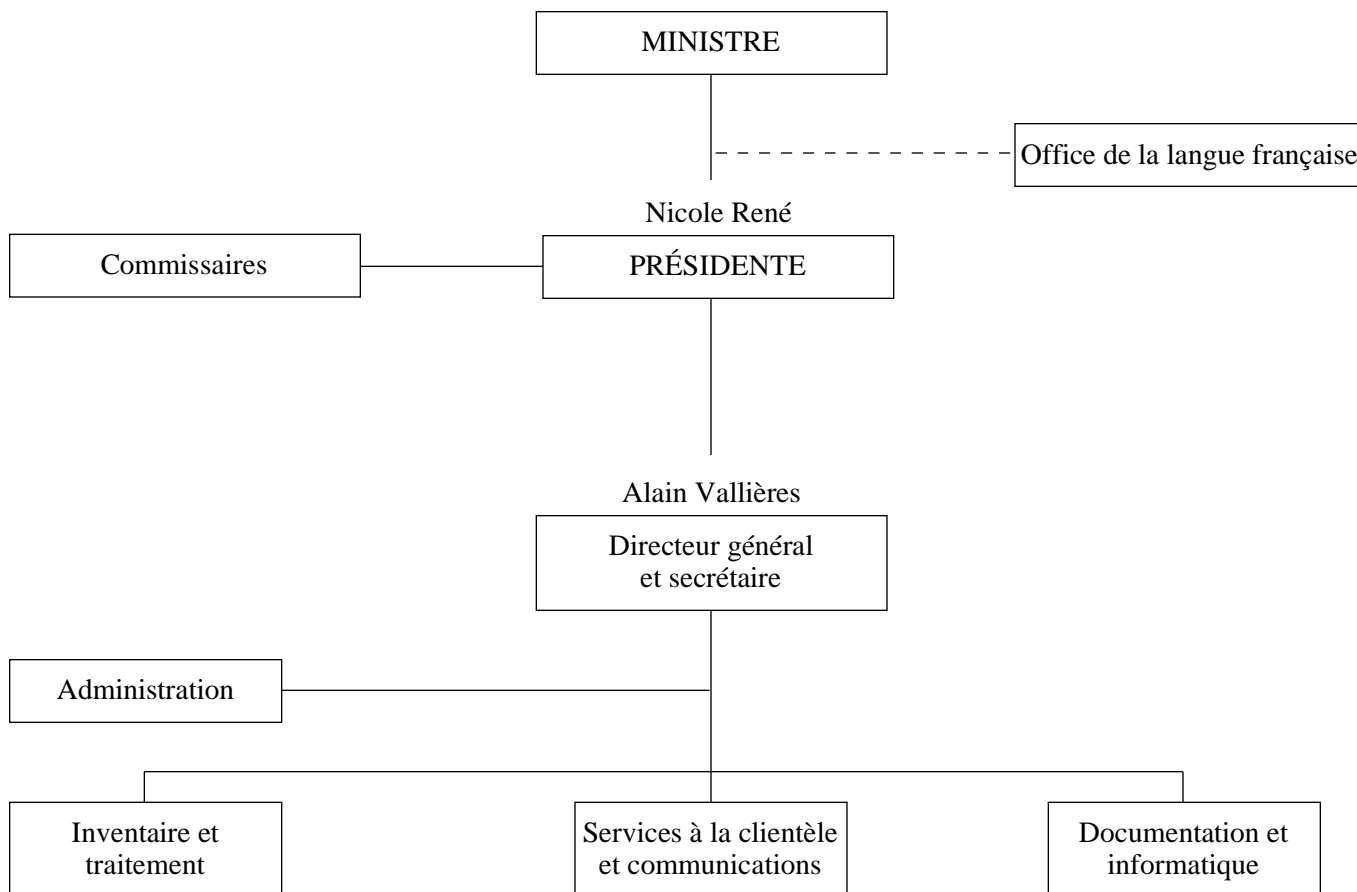 MINISTRE
Office de la langue française
Nicole René
Commissaires
PRÉSIDENTE
Alain Vallières
Directeur général
et secrétaire
Administration
Inventaire et
traitement
Services à la clientèle
et communications
Documentation et
informatique